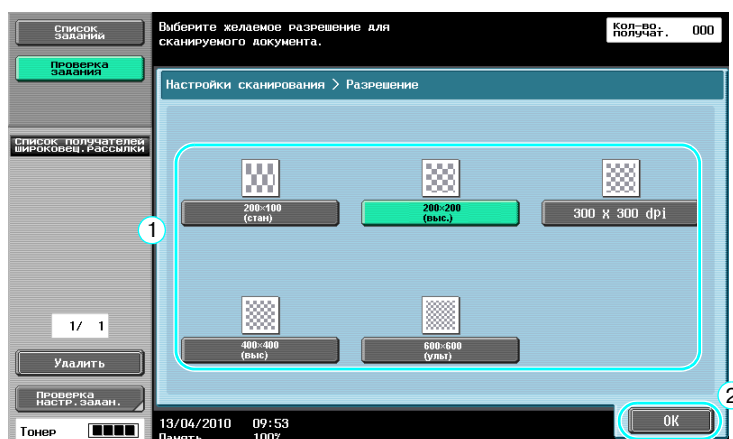 Список
заданий
Проверка
задания
Список получателей
широковещ.рассылки
1/ 1
Удалить
Проверка
настр.задан.
Тонер
Выберите желаемое разрешение для
сканируемого документа.
Кол-во.
получат. 000
Настройки сканирования > Разрешение
1
200×100
(стан)
200×200
(выс.)
300 X 300 dpi
400×400
(выс)
600×600
(ульт)
2
OK
13/04/2010 09:53
Память 100%